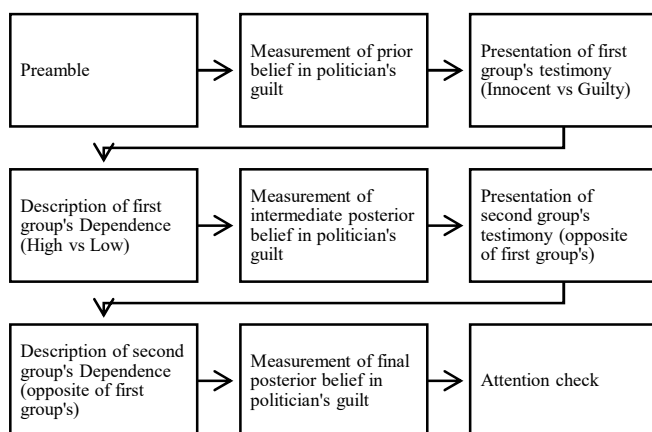 Preamble
Measurement of prior
belief in politician's
guilt
Presentation of first
group's testimony
(Innocent vs Guilty)
Description of first
group's Dependence
(High vs Low)
Measurement of
intermediate posterior
belief in politician's
guilt
Presentation of
second group's
testimony (opposite
of first group's)
Description of second
group's Dependence
(opposite of first
group's)
Measurement of final
posterior belief in
politician's guilt
Attention check